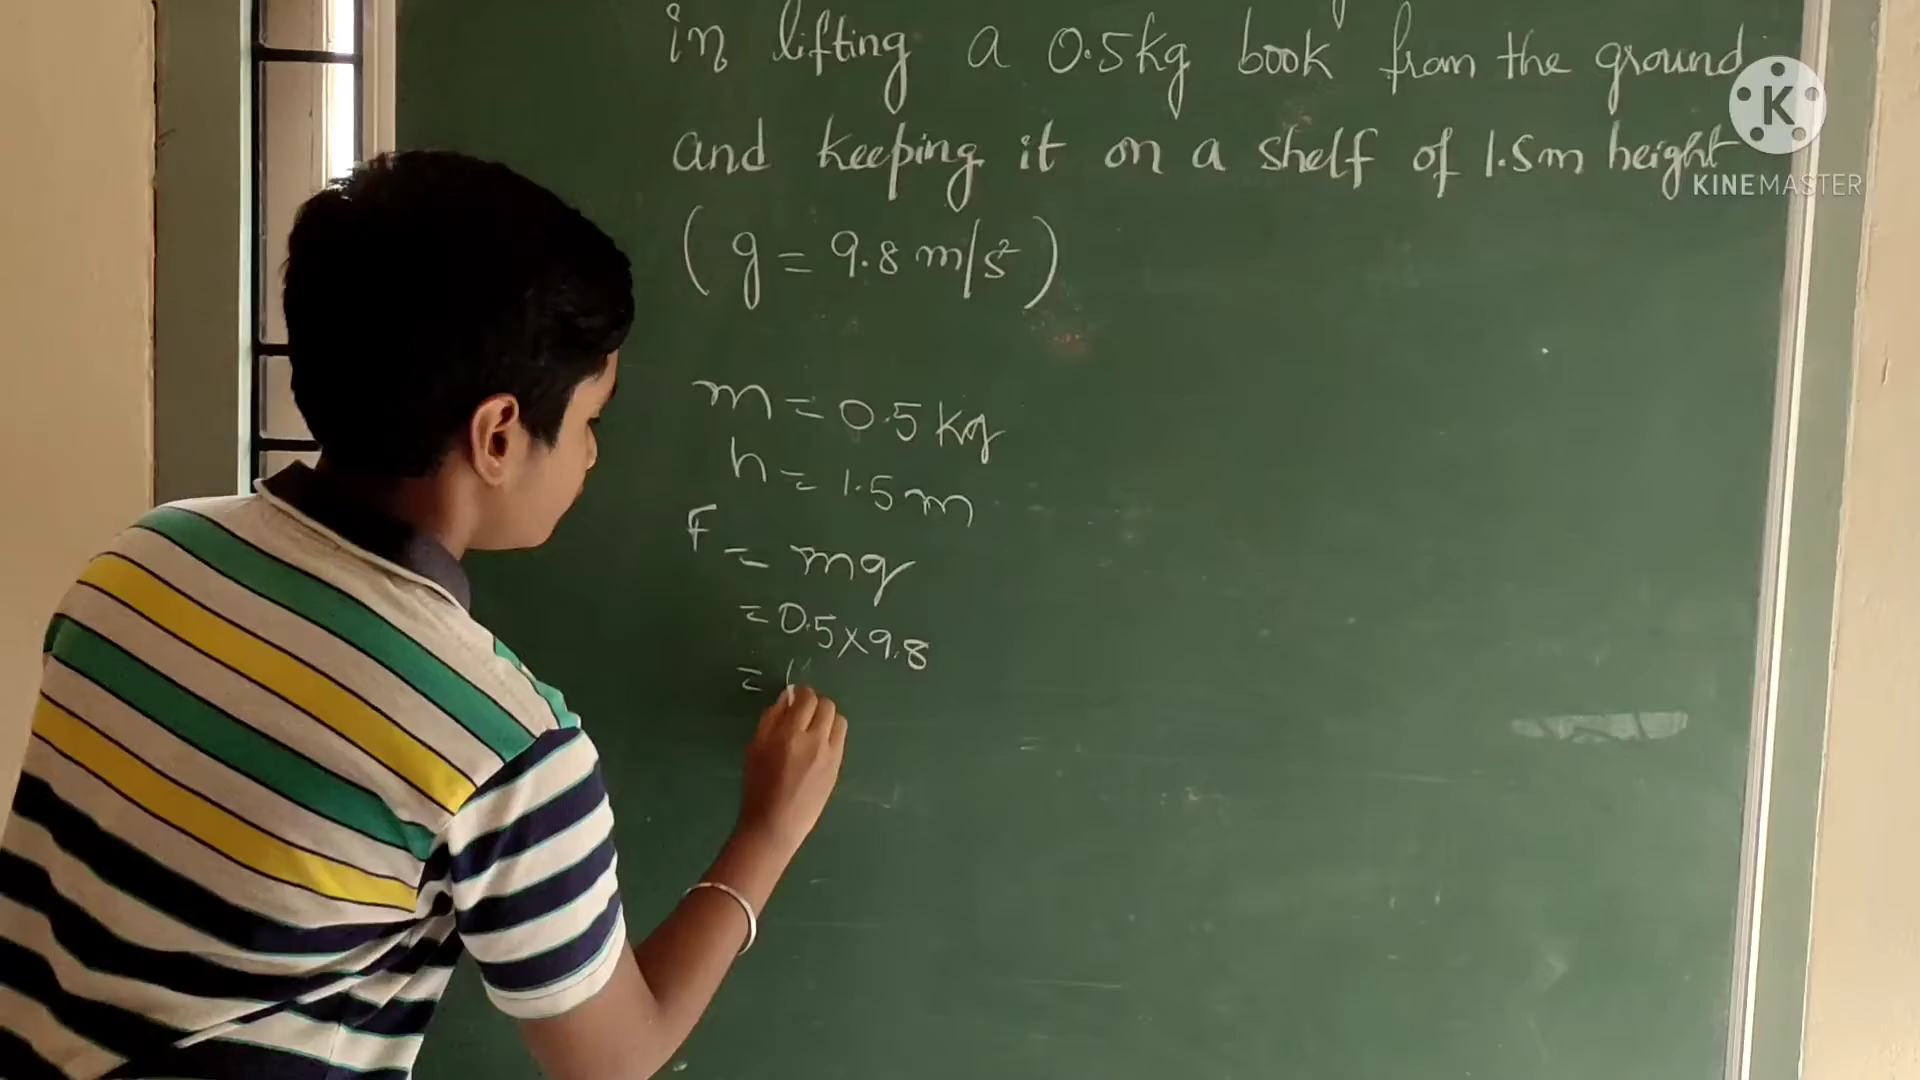 in lifting a 0.5kg book from the ground
and keeping it on a shelf of 1.5m height
(g = 9.8 m/s²)
m = 0.5 kg
h = 1.5 m
F = mg
= 0.5 x 9.8
=
K
KINEMASTER